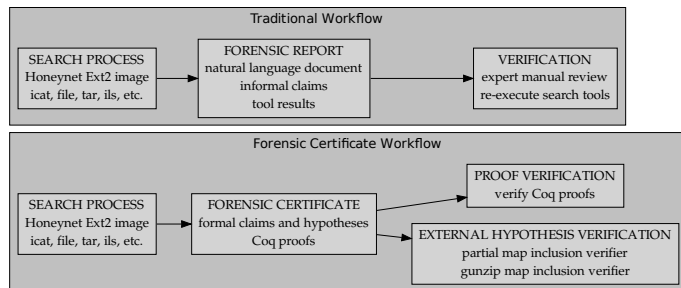 Traditional Workflow
SEARCH PROCESS
Honeynet Ext2 image
icat, file, tar, ils, etc.
FORENSIC REPORT
natural language document
informal claims
tool results
VERIFICATION
expert manual review
re-execute search tools
Forensic Certificate Workflow
SEARCH PROCESS
Honeynet Ext2 image
icat, file, tar, ils, etc.
FORENSIC CERTIFICATE
formal claims and hypotheses
Coq proofs
PROOF VERIFICATION
verify Coq proofs
EXTERNAL HYPOTHESIS VERIFICATION
partial map inclusion verifier
gunzip map inclusion verifier